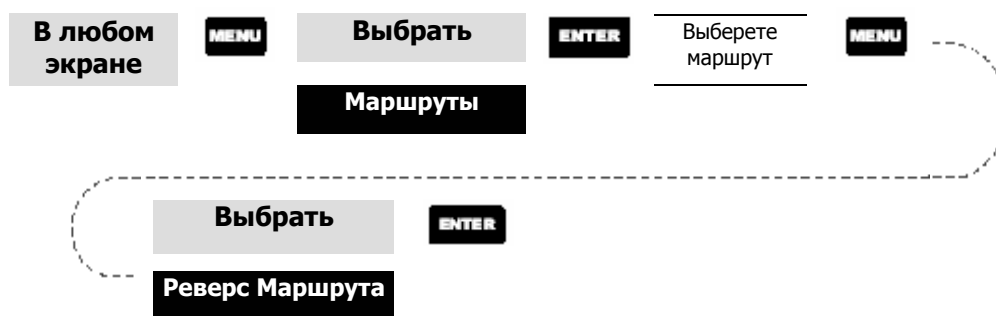 В любом
экране
MENU
Выбрать
Маршруты
ENTER
Выберете
маршрут
MENU
Выбрать
Реверс Маршрута
ENTER